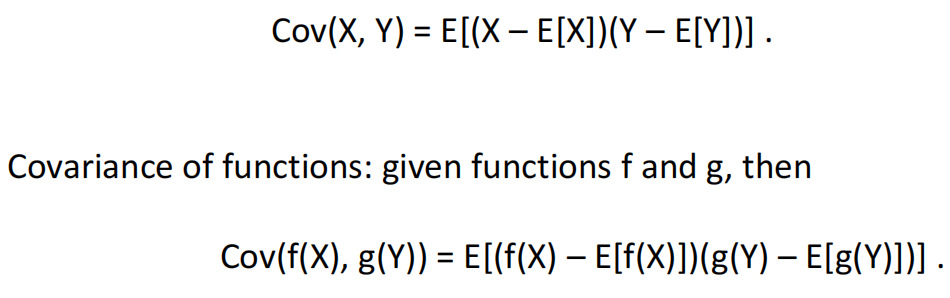 Cov(X, Y) = E[(X – E[X])(Y – E[Y])] .
Covariance of functions: given functions f and g, then
Cov(f(X), g(Y)) = E[(f(X) – E[f(X)])(g(Y) – E[g(Y)])] .